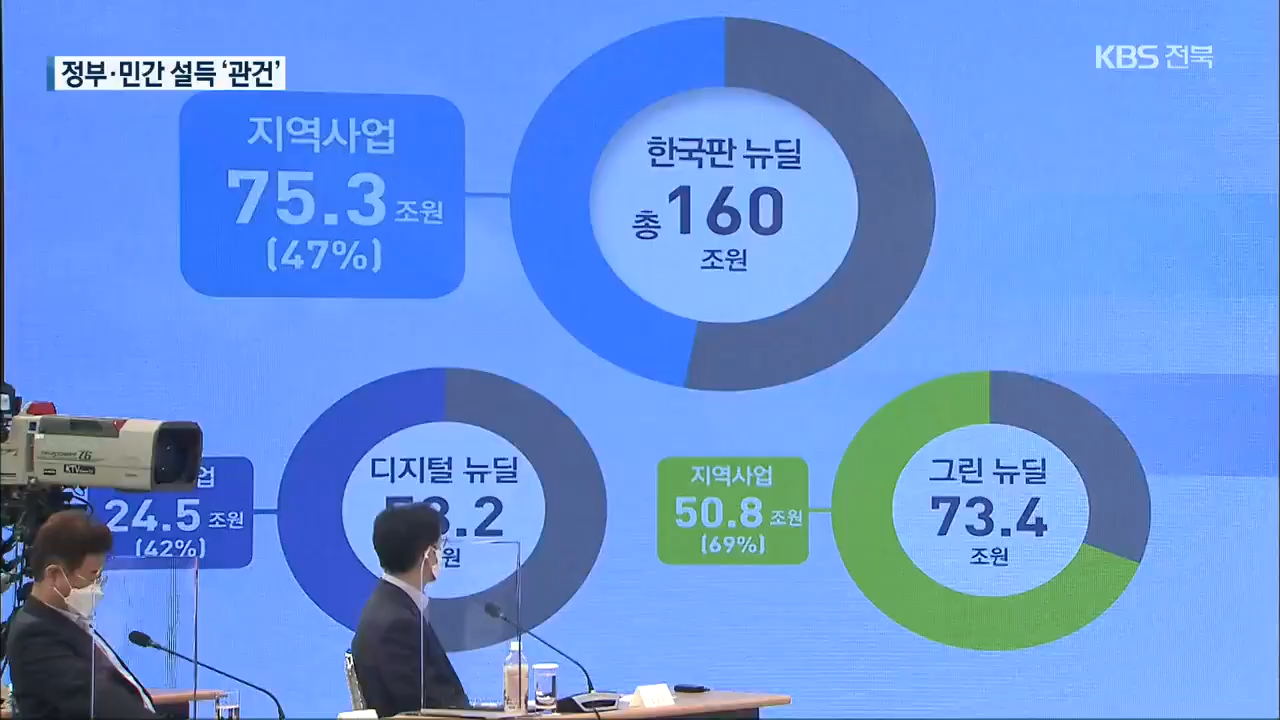 정부·민간 설득 '관건'
KBS 전북
지역사업
75.3 조원
(47%)
한국판 뉴딜
총 160
조원
24.5 조원
(42%)
디지털 뉴딜
지역사업
50.8 조원
(69%)
그린 뉴딜
73.4
조원